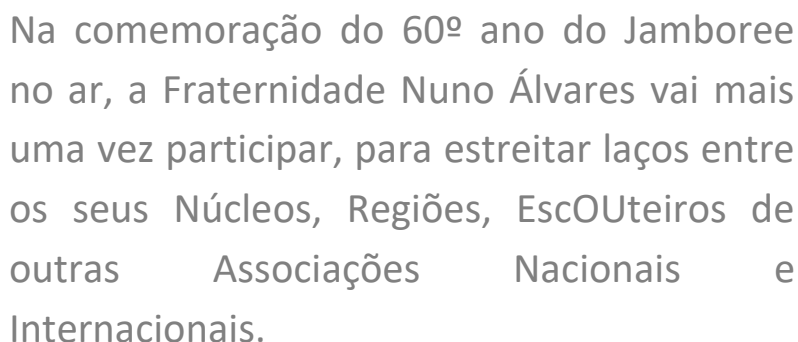 Na comemoração do 60º ano do Jamboree
no ar, a Fraternidade Nuno Álvares vai mais
uma vez participar, para estreitar laços entre
os seus Núcleos, Regiões, EscOUteiros de
outras Associações Nacionais e
Internacionais.